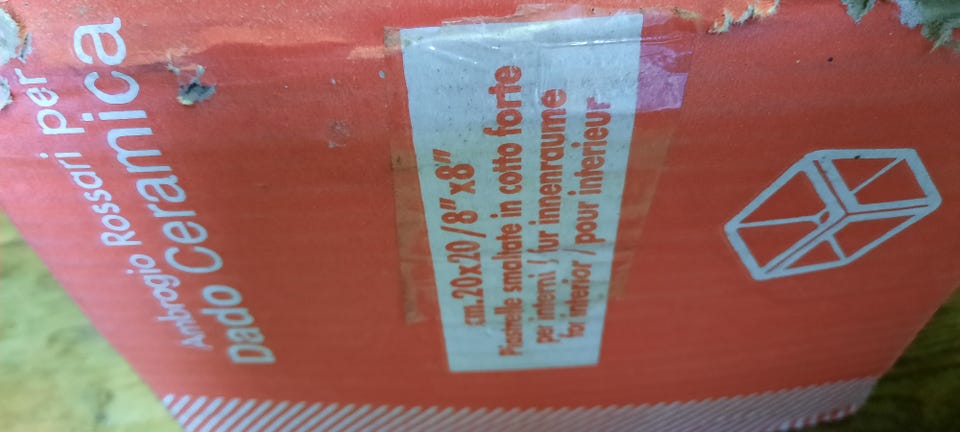 Ambrogio Rossari per
Dado Ceramica
cm.20x20/8"x8"
Piastrelle smaltate in cotto forte
per interni / fur innenraume
for interior / pour interieur